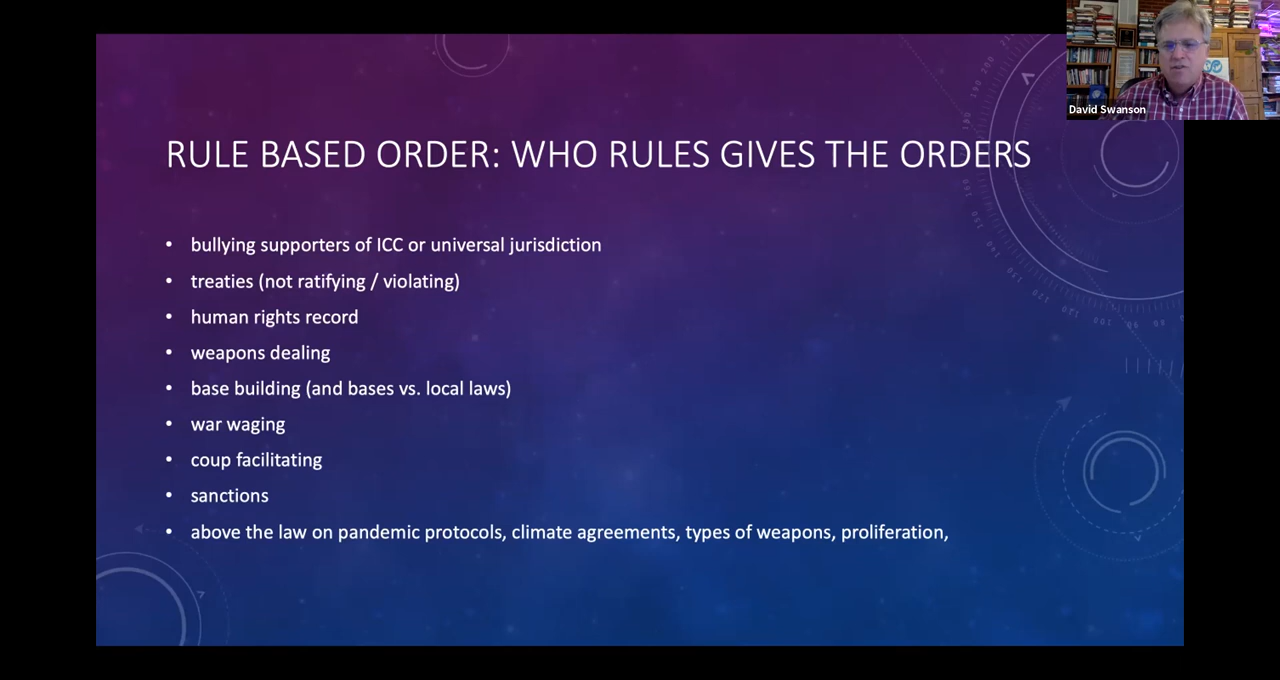 David Swanson
RULE BASED ORDER: WHO RULES GIVES THE ORDERS
• bullying supporters of ICC or universal jurisdiction
• treaties (not ratifying / violating)
• human rights record
• weapons dealing
• base building (and bases vs. local laws)
• war waging
• coup facilitating
• sanctions
• above the law on pandemic protocols, climate agreements, types of weapons, proliferation,